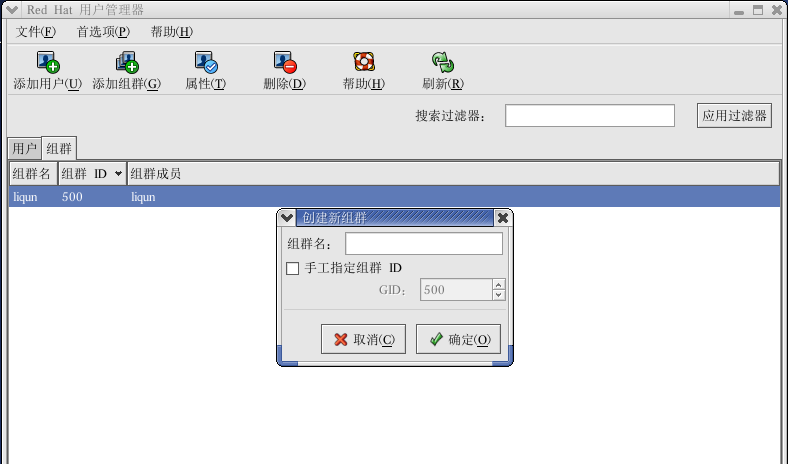 Red Hat 用户管理器
文件(F) 首选项(P) 帮助(H)
添加用户(U) 添加组群(G) 属性(T) 删除(D) 帮助(H) 刷新(R)
搜索过滤器： 应用过滤器
用户 组群
组群名 组群 ID 组群成员
liqun 500 liqun
创建新组群
组群名：
手工指定组群 ID
GID： 500
取消(C) 确定(O)